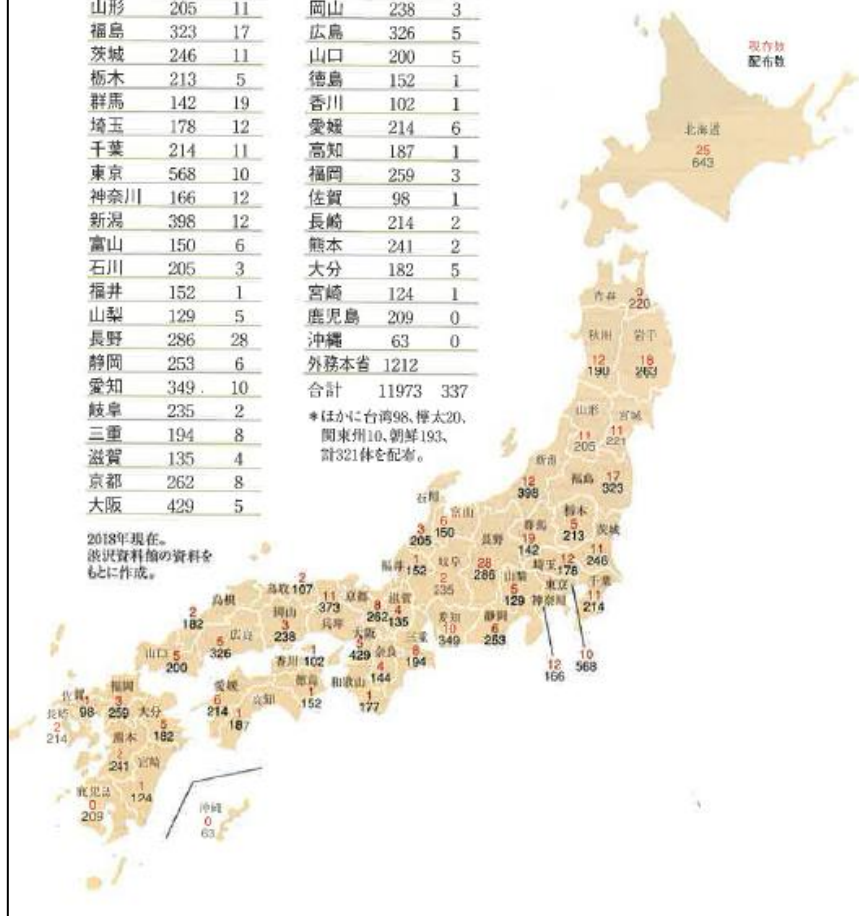 山形 205 11
福島 323 17
茨城 246 11
栃木 213 5
群馬 142 19
埼玉 178 12
千葉 214 11
東京 568 10
神奈川 166 12
新潟 398 12
富山 150 6
石川 205 3
福井 152 1
山梨 129 5
長野 286 28
静岡 253 6
愛知 349 10
岐阜 235 2
三重 194 8
滋賀 135 4
京都 262 8
大阪 429 5
2018年現在。
渋沢資料館の資料を
もとに作成。
岡山 238 3
広島 326 5
山口 200 5
徳島 152 1
香川 102 1
愛媛 214 6
高知 187 1
福岡 259 3
佐賀 98 1
長崎 214 2
熊本 241 2
大分 182 5
宮崎 124 1
鹿児島 209 0
沖縄 63 0
外務本省 1212
合計 11973 337
*ほかに台湾98、樺太20、
関東州10、朝鮮193、
計321体を配布。
現存数
配布数
北海道
25
643
青森
220
秋田
12
190
岩手
18
263
山形
11
205
宮城
11
221
新潟
12
398
福島
17
323
石川
3
205
富山
6
150
長野
28
286
群馬
19
142
栃木
5
213
茨城
11
246
福井
1
152
岐阜
2
235
山梨
5
129
埼玉
12
178
東京
10
568
千葉
11
214
神奈川
12
166
鳥取
2
107
島根
2
182
岡山
3
238
兵庫
11
373
京都
8
262
滋賀
4
135
愛知
10
349
静岡
6
253
広島
326
山口
5
200
香川
1
102
大阪
5
429
奈良
4
144
三重
8
194
愛媛
6
214
高知
1
187
徳島
1
152
和歌山
1
177
佐賀
1
98
福岡
3
259
大分
5
182
長崎
2
214
熊本
2
241
宮崎
1
124
鹿児島
0
209
沖縄
0
63